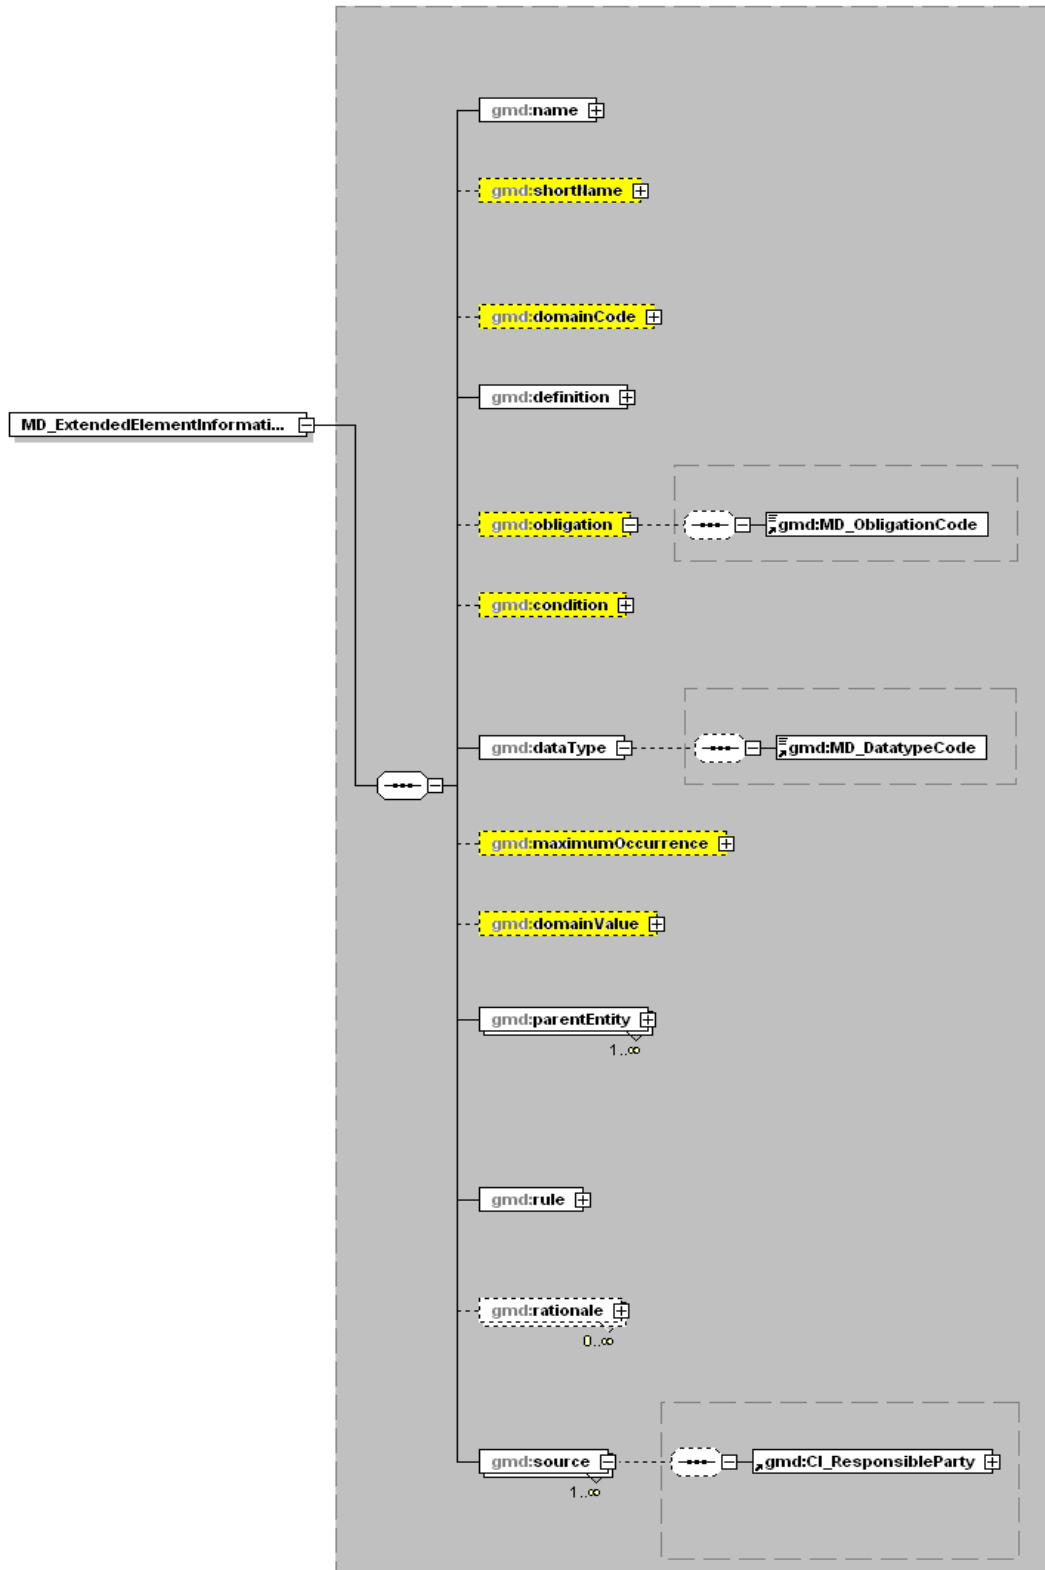 gmd:name
gmd:shortName
gmd:domainCode
gmd:definition
MD_ExtendedElementInformati...
gmd:obligation
gmd:MD_ObligationCode
gmd:condition
gmd:dataType
gmd:MD_DatatypeCode
gmd:maximumOccurrence
gmd:domainValue
gmd:parentEntity
1..∞
gmd:rule
gmd:rationale
0..∞
gmd:source
gmd:CI_ResponsibleParty
1..∞